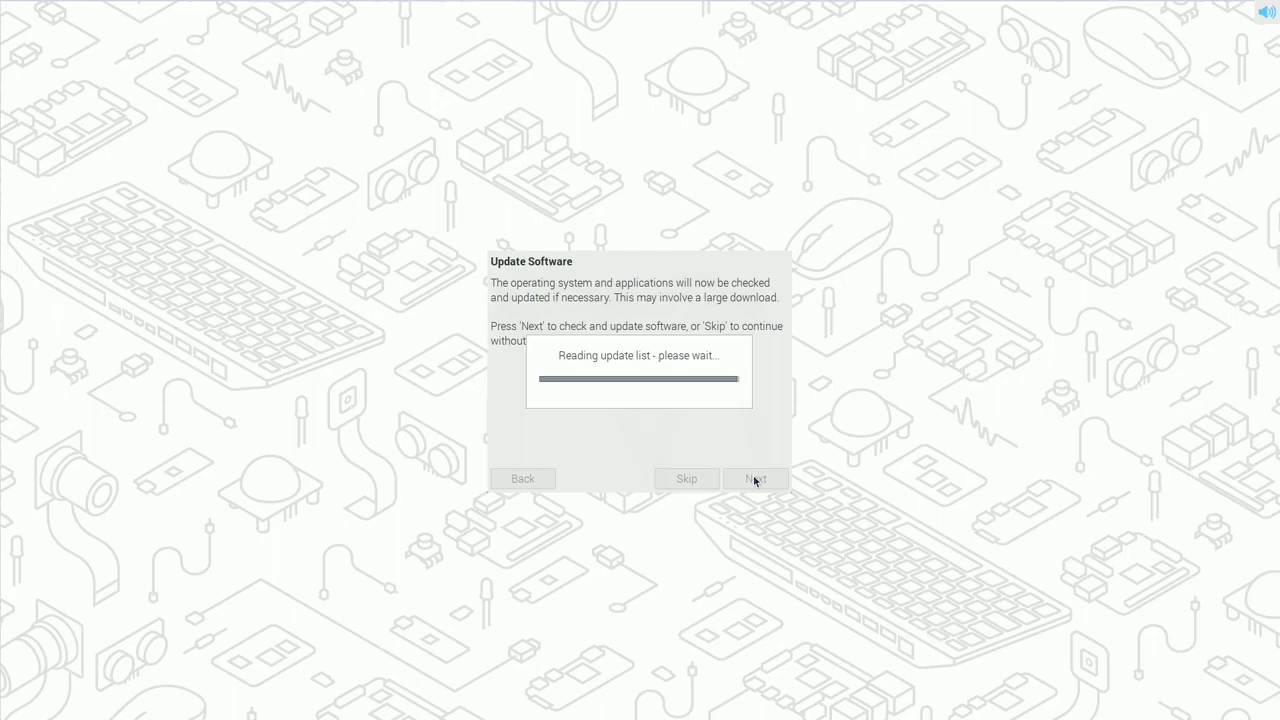 Update Software
The operating system and applications will now be checked
and updated if necessary. This may involve a large download.
Press 'Next' to check and update software, or 'Skip' to continue
without
Reading update list - please wait...
Back
Skip
Next